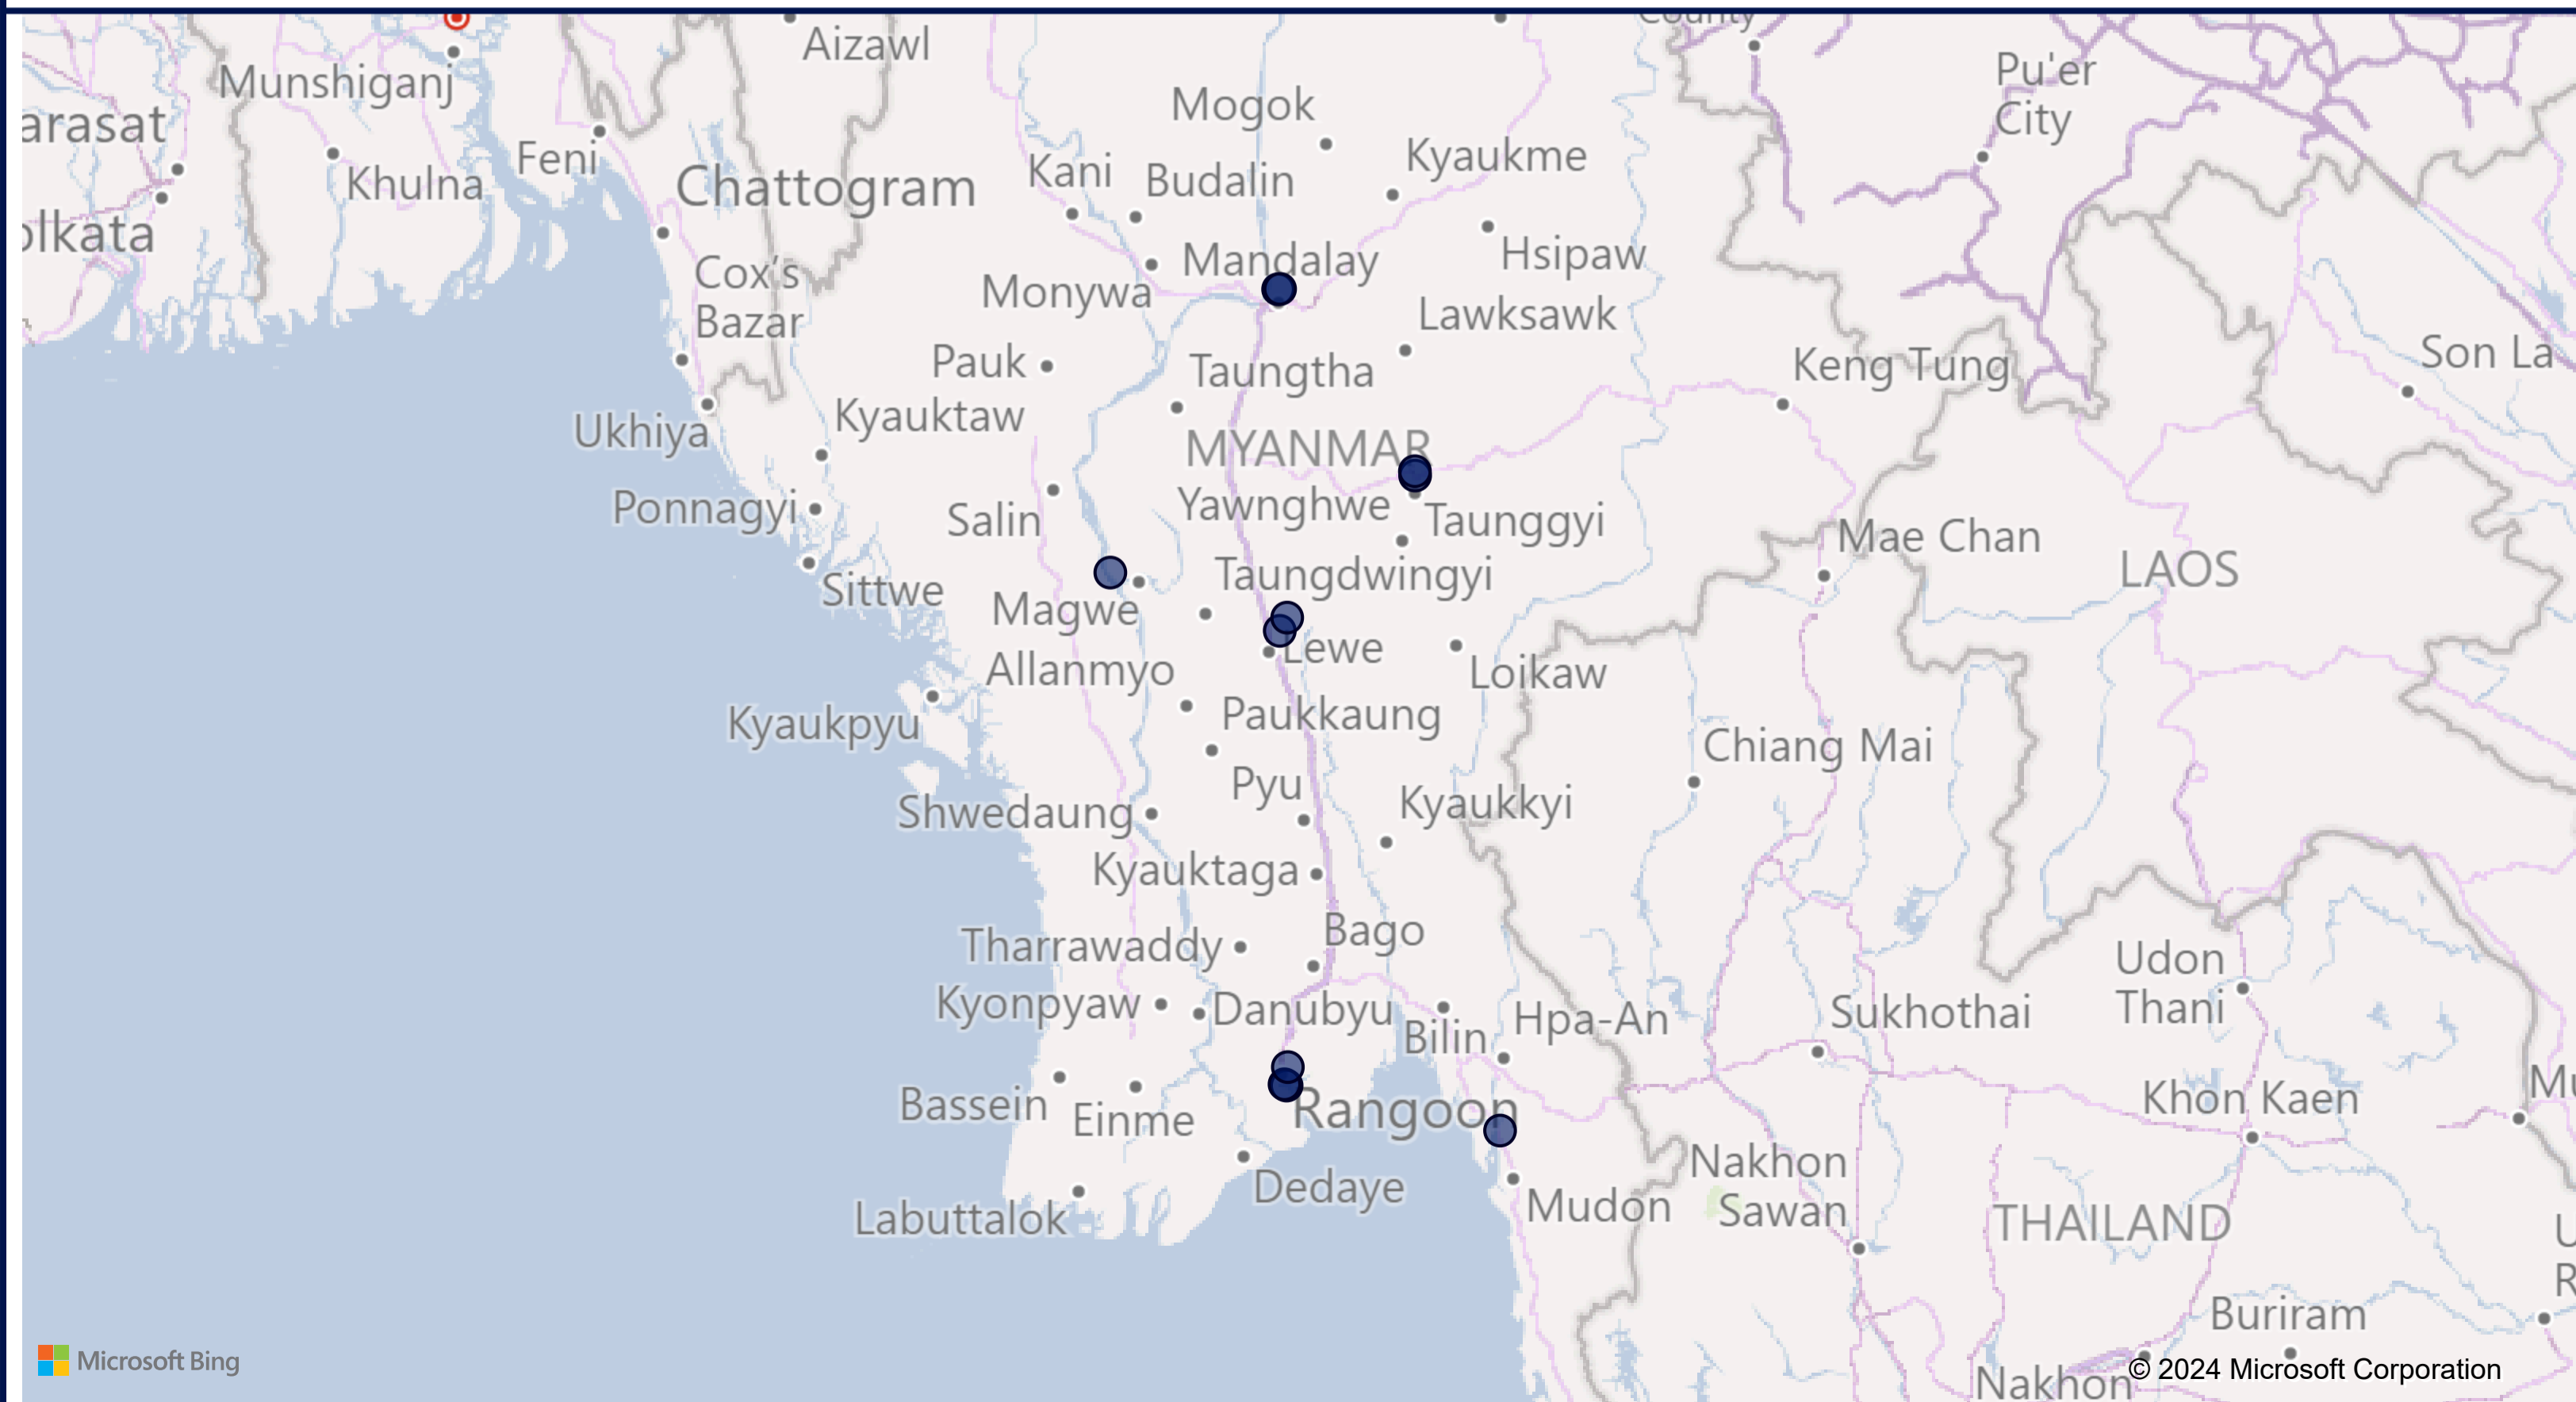 County
Aizawl
Munshiganj
Pu'er
City
Mogok
arasat
Feni
Kyaukme
Kani
Budalin
Khulna
Chattogram
olkata
Mandalay
Hsipaw
Cox's
Bazar
Monywa
Lawksawk
Pauk
Taungtha
Keng Tung
Son La
Kyauktaw
Ukhiya
MYANMAR
Ponnagyi
Salin
Yawnghwe
Taunggyi
Mae Chan
LAOS
Sittwe
Magwe
Taungdwingyi
Lewe
Allanmyo
Loikaw
Kyaukpyu
Paukkaung
Chiang Mai
Pyu
Shwedaung
Kyaukkyi
Kyauktaga
Tharrawaddy
Bago
Udon
Thani
Kyonpyaw
Danubyu
Bilin
Hpa-An
Sukhothai
Bassein
Einme
Rangoon
Khon Kaen
Mu
Dedaye
Nakhon
Sawan
Labuttalok
Mudon
THAILAND
U
R
Buriram
Nakhon
Microsoft Bing
© 2024 Microsoft Corporation